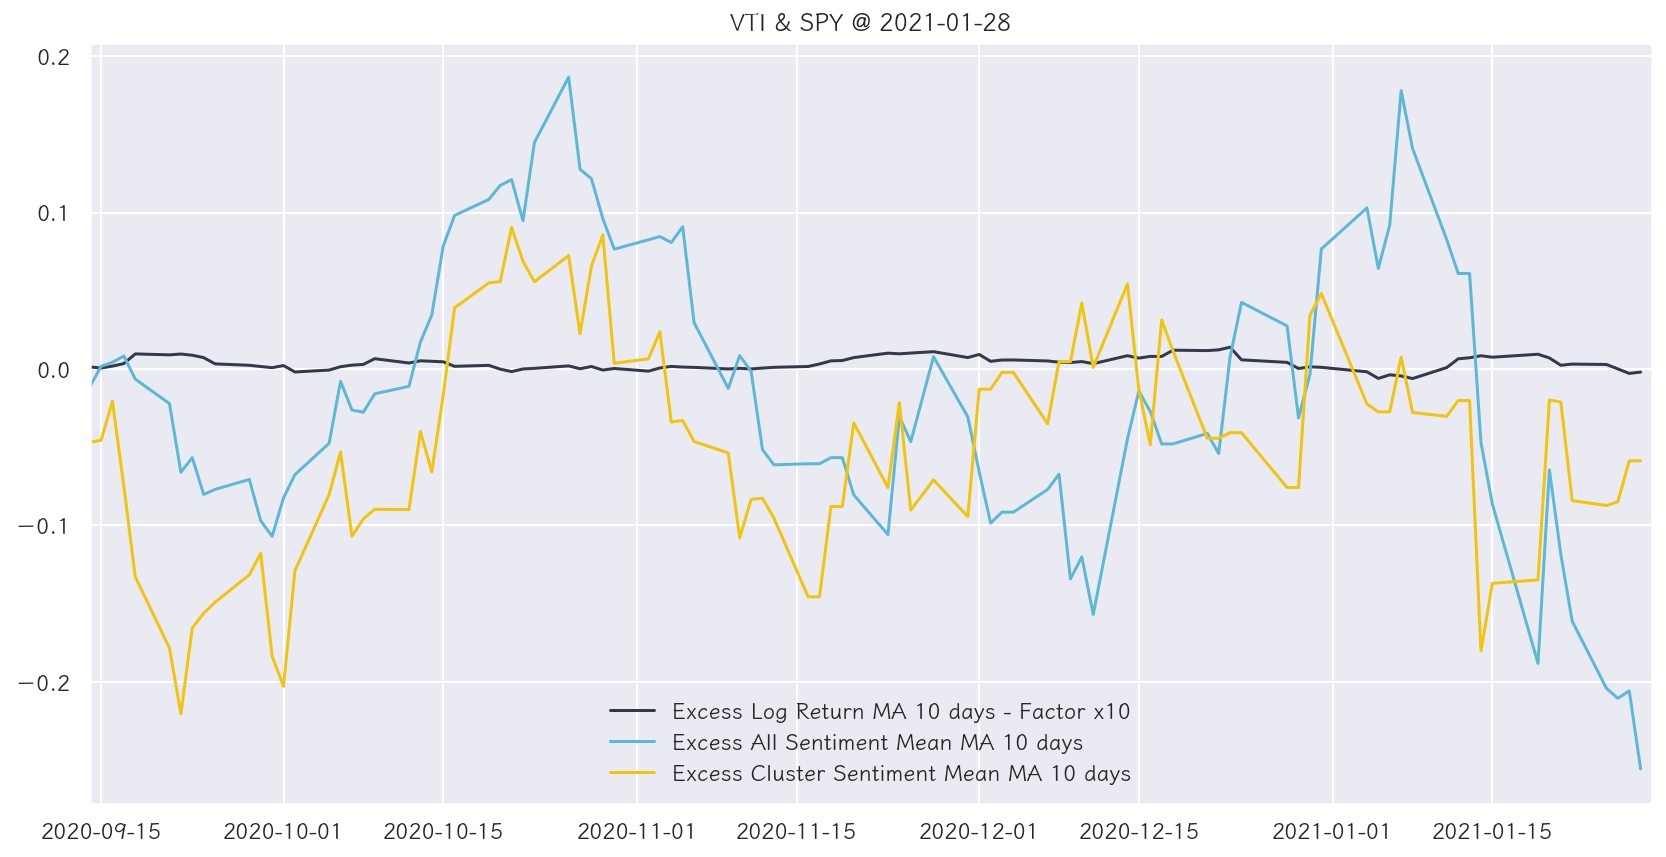 VTI & SPY @ 2021-01-28
0.2
0.1
0.0
−0.1
−0.2
Excess Log Return MA 10 days - Factor x10
Excess All Sentiment Mean MA 10 days
Excess Cluster Sentiment Mean MA 10 days
2020-09-15 2020-10-01 2020-10-15 2020-11-01 2020-11-15 2020-12-01 2020-12-15 2021-01-01 2021-01-15